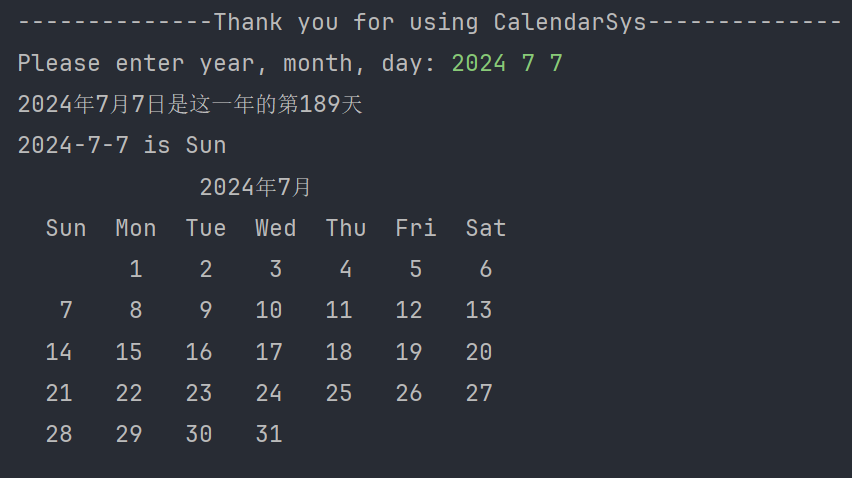 --------------Thank you for using CalendarSys--------------
Please enter year, month, day: 2024 7 7
2024年7月7日是这一年的第189天
2024-7-7 is Sun
2024年7月
Sun Mon Tue Wed Thu Fri Sat
1 2 3 4 5 6
7 8 9 10 11 12 13
14 15 16 17 18 19 20
21 22 23 24 25 26 27
28 29 30 31